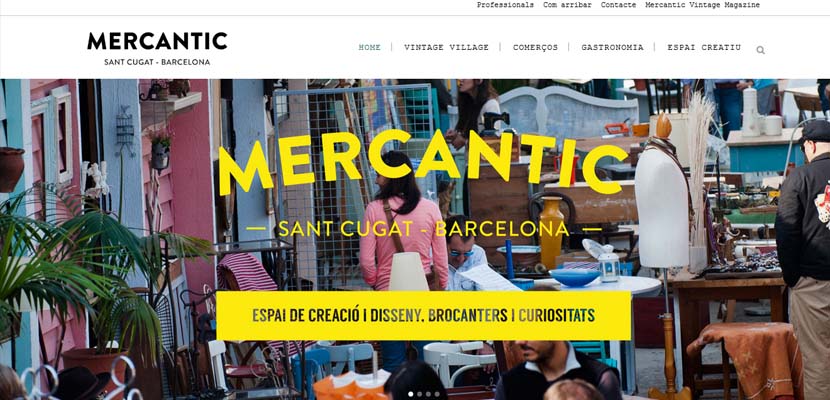 Professionals Com arribar Contacte Mercantic Vintage Magazine
MERCANTIC
SANT CUGAT - BARCELONA
HOME | VINTAGE VILLAGE | COMERÇOS | GASTRONOMIA | ESPAI CREATIU
MERCANTIC
— SANT CUGAT - BARCELONA —
ESPAI DE CREACIÓ I DISSENY. BROCANTERS I CURIOSITATS